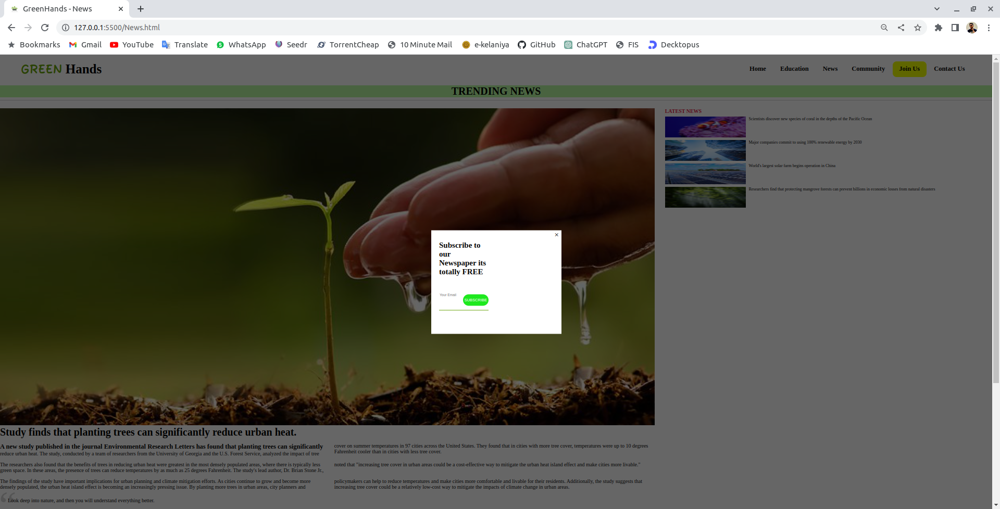 GreenHands - News
127.0.0.1:5500/News.html
Bookmarks Gmail YouTube Translate WhatsApp Seedr TorrentCheap 10 Minute Mail e-kelaniya GitHub ChatGPT FIS Decktopus
GREEN Hands
Home Education News Community Join Us Contact Us
TRENDING NEWS
LATEST NEWS
Scientists discover new species of coral in the depths of the Pacific Ocean
Major companies commit to using 100% renewable energy by 2030
World's largest solar farm begins operation in China
Researchers find that protecting mangrove forests can prevent billions in economic losses from natural disasters
Subscribe to
our
Newspaper its
totally FREE
Your Email
SUBSCRIBE
Study finds that planting trees can significantly reduce urban heat.
A new study published in the journal Environmental Research Letters has found that planting trees can significantly
reduce urban heat. The study, conducted by a team of researchers from the University of Georgia and the U.S. Forest Service, analyzed the impact of tree
cover on summer temperatures in 97 cities across the United States. They found that in cities with more tree cover, temperatures were up to 10 degrees
Fahrenheit cooler than in cities with less tree cover.
The researchers also found that the benefits of trees in reducing urban heat were greatest in the most densely populated areas, where there is typically less
green space. In these areas, the presence of trees can reduce temperatures by as much as 25 degrees Fahrenheit. The study's lead author, Dr. Brian Stone Jr.,
noted that "increasing tree cover in urban areas could be a cost-effective way to mitigate the urban heat island effect and make cities more livable."
The findings of the study have important implications for urban planning and climate mitigation efforts. As cities continue to grow and become more
densely populated, the urban heat island effect is becoming an increasingly pressing issue. By planting more trees in urban areas, city planners and
policymakers can help to reduce temperatures and make cities more comfortable and livable for their residents. Additionally, the study suggests that
increasing tree cover could be a relatively low-cost way to mitigate the impacts of climate change in urban areas.
“Look deep into nature, and then you will understand everything better.